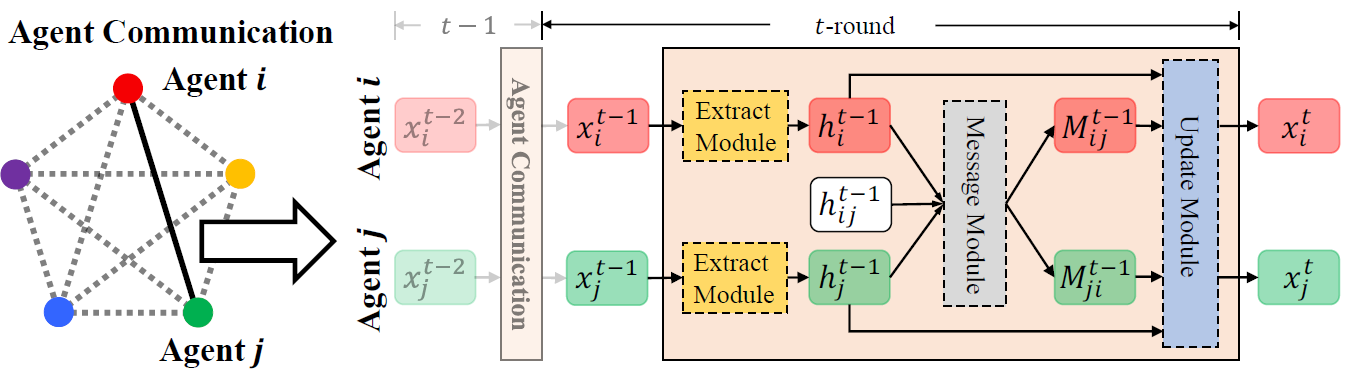 Agent Communication
Agent i
Agent j
t − 1
t-round
Agent i
Agent j
x_i^{t−2}
x_j^{t−2}
Agent Communication
x_i^{t−1}
x_j^{t−1}
Extract
Module
Extract
Module
h_i^{t−1}
h_{ij}^{t−1}
h_j^{t−1}
Message Module
M_{ij}^{t−1}
M_{ji}^{t−1}
Update Module
x_i^t
x_j^t